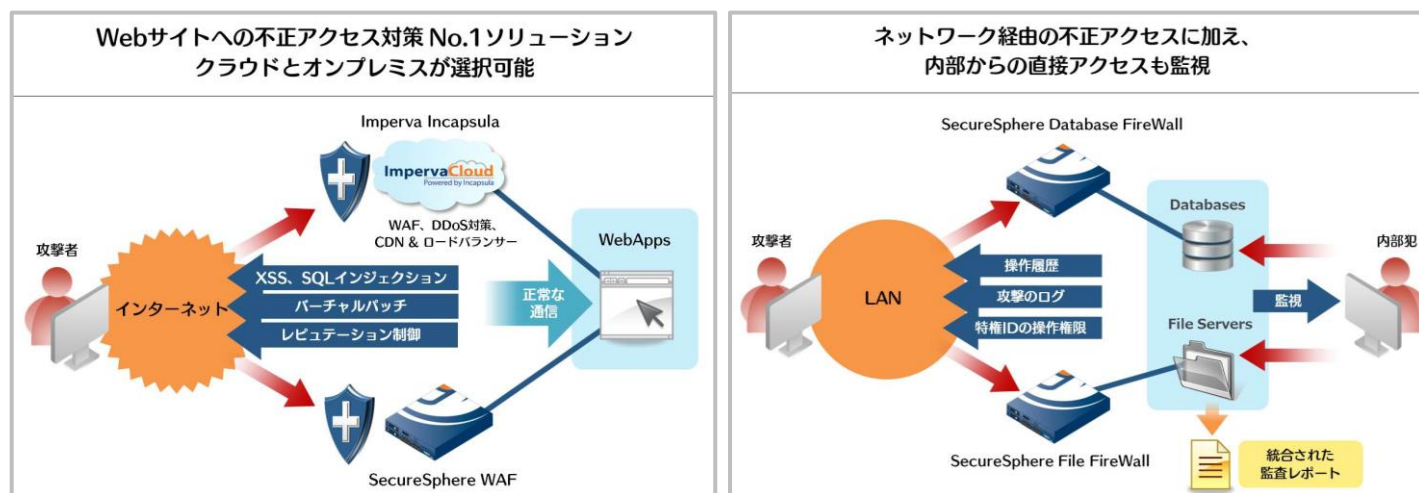 Webサイトへの不正アクセス対策 No.1ソリューション
クラウドとオンプレミスが選択可能
Imperva Incapsula
ImpervaCloud
Powered by Incapsula
WAF、DDoS対策、
CDN & ロードバランサー
攻撃者
インターネット
XSS、SQLインジェクション
バーチャルパッチ
レピュテーション制御
正常な
通信
WebApps
SecureSphere WAF
ネットワーク経由の不正アクセスに加え、
内部からの直接アクセスも監視
SecureSphere Database FireWall
攻撃者
LAN
操作履歴
攻撃のログ
特権IDの操作権限
Databases
File Servers
監視
内部犯
SecureSphere File FireWall
統合された
監査レポート